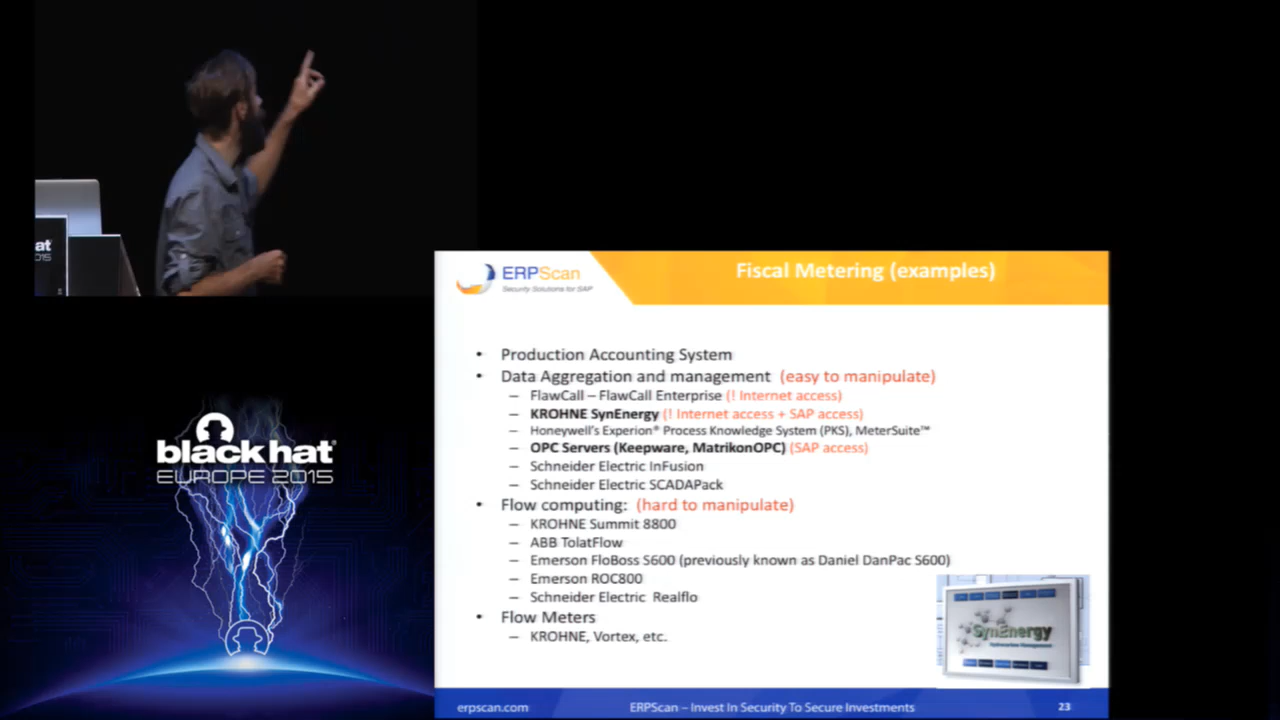 at
2015
black hat
EUROPE 2015
ERPScan
Security Solutions for SAP
Fiscal Metering (examples)
• Production Accounting System
• Data Aggregation and management (easy to manipulate)
– FlawCall – FlawCall Enterprise (! Internet access)
– KROHNE SynEnergy (! Internet access + SAP access)
– Honeywell's Experion® Process Knowledge System (PKS), MeterSuite™
– OPC Servers (Keepware, MatrikonOPC) (SAP access)
– Schneider Electric InFusion
– Schneider Electric SCADAPack
• Flow computing: (hard to manipulate)
– KROHNE Summit 8800
– ABB TolatFlow
– Emerson FloBoss S600 (previously known as Daniel DanPac S600)
– Emerson ROC800
– Schneider Electric Realflo
• Flow Meters
– KROHNE, Vortex, etc.
SynEnergy
erpscan.com
ERPScan – Invest In Security To Secure Investments
23